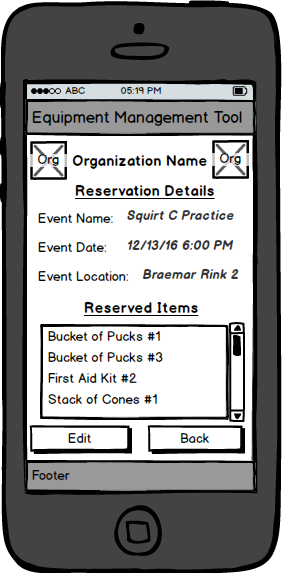 ABC 05:19 PM
Equipment Management Tool
Org Organization Name Org
Reservation Details
Event Name: Squirt C Practice
Event Date: 12/13/16 6:00 PM
Event Location: Braemar Rink 2
Reserved Items
Bucket of Pucks #1
Bucket of Pucks #3
First Aid Kit #2
Stack of Cones #1
Edit Back
Footer